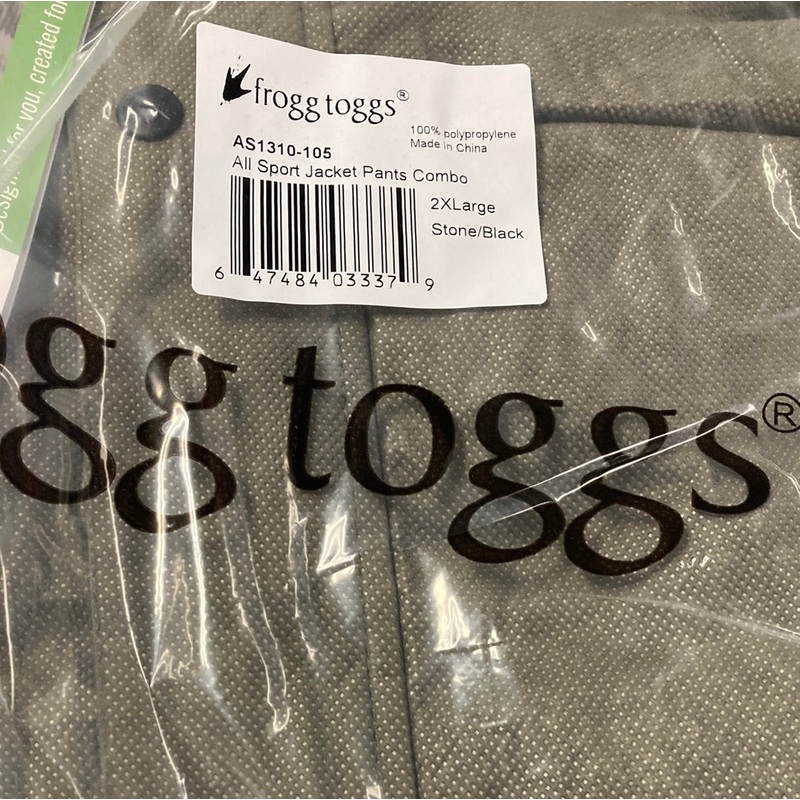 for you, created for
frogg toggs®
100% polypropylene
Made in China
AS1310-105
All Sport Jacket Pants Combo
2XLarge
Stone/Black
6 47484 03337 9
gg toggs®